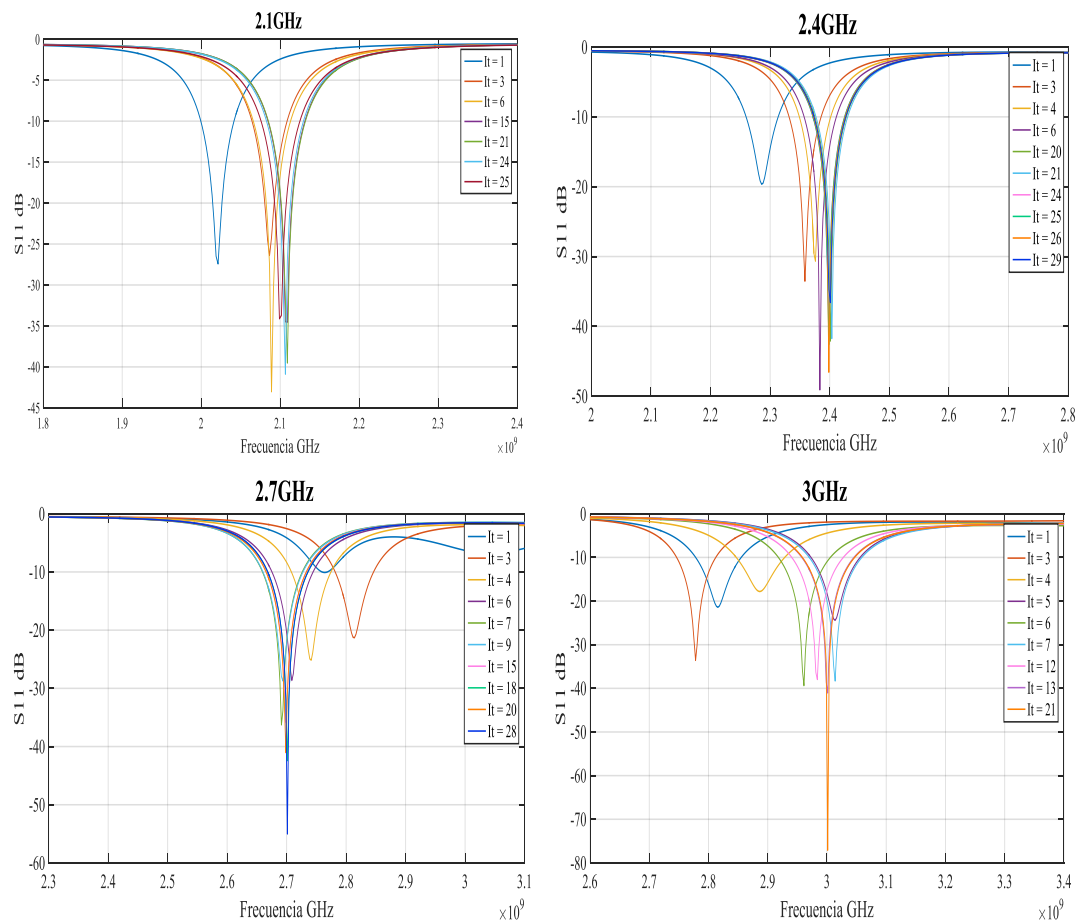 2.1GHz
0
-5
-10
-15
-20
-25
-30
-35
-40
-45
S11 dB
1.8 1.9 2 2.1 2.2 2.3 2.4
Frecuencia GHz
×10^9
It = 1
It = 3
It = 6
It = 15
It = 21
It = 24
It = 25
2.4GHz
0
-10
-20
-30
-40
-50
S11 dB
2 2.1 2.2 2.3 2.4 2.5 2.6 2.7 2.8
Frecuencia GHz
×10^9
It = 1
It = 3
It = 4
It = 6
It = 20
It = 21
It = 24
It = 25
It = 26
It = 29
2.7GHz
0
-10
-20
-30
-40
-50
-60
S11 dB
2.3 2.4 2.5 2.6 2.7 2.8 2.9 3 3.1
Frecuencia GHz
×10^9
It = 1
It = 3
It = 4
It = 6
It = 7
It = 9
It = 15
It = 18
It = 20
It = 28
3GHz
0
-10
-20
-30
-40
-50
-60
-70
-80
S11 dB
2.6 2.7 2.8 2.9 3 3.1 3.2 3.3 3.4
Frecuencia GHz
×10^9
It = 1
It = 3
It = 4
It = 5
It = 6
It = 7
It = 12
It = 13
It = 21